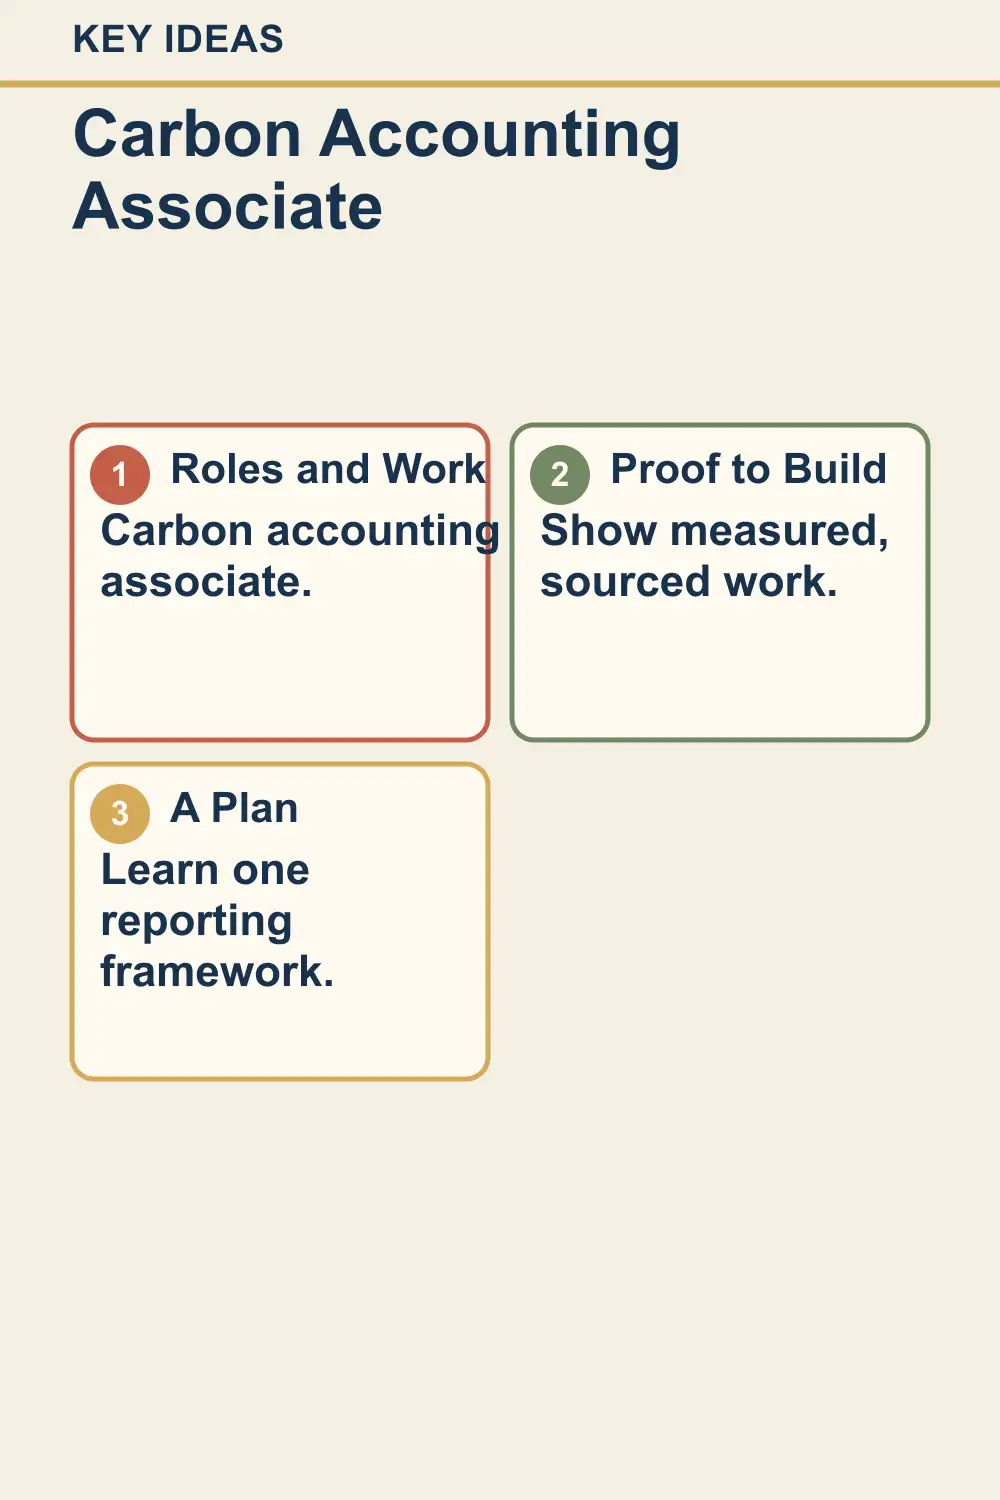 KEY IDEAS
Carbon Accounting
Associate
1 Roles and Work
Carbon accounting
associate.
2 Proof to Build
Show measured,
sourced work.
3 A Plan
Learn one
reporting
framework.